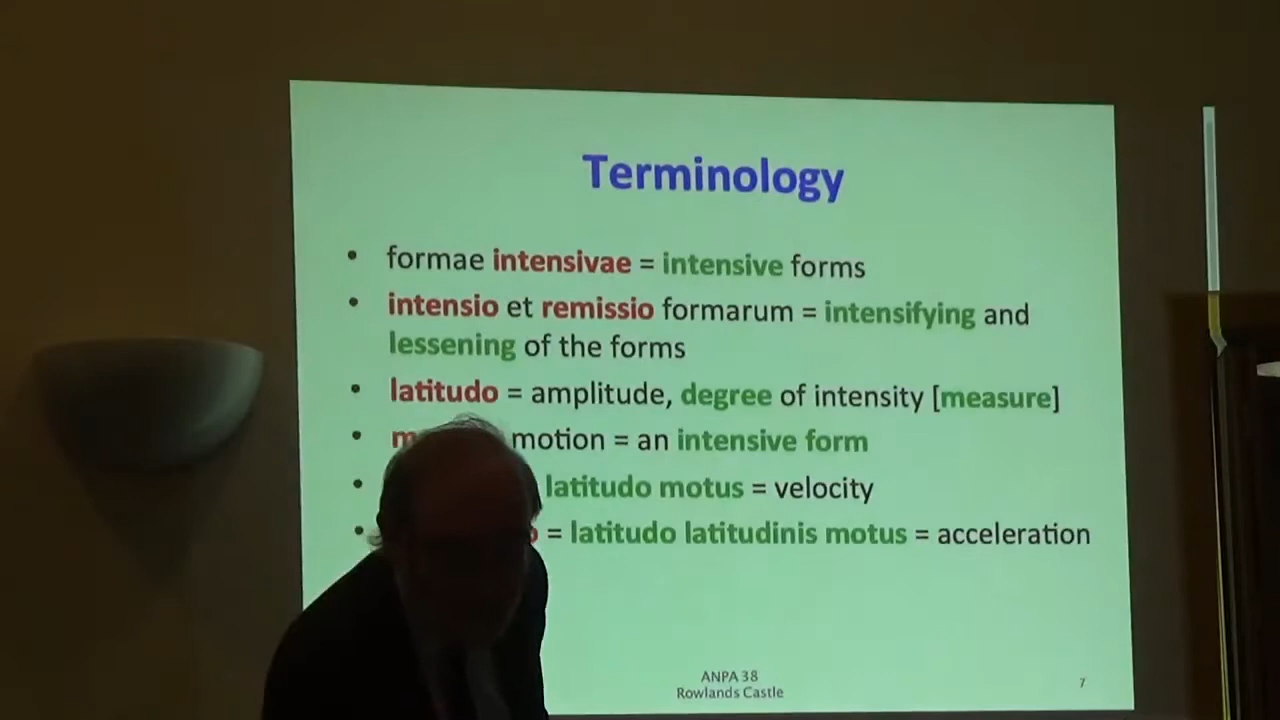 Terminology
• formae intensivae = intensive forms
• intensio et remissio formarum = intensifying and
lessening of the forms
• latitudo = amplitude, degree of intensity [measure]
• motion = an intensive form
• latitudo motus = velocity
• = latitudo latitudinis motus = acceleration
ANPA 38
Rowlands Castle
7